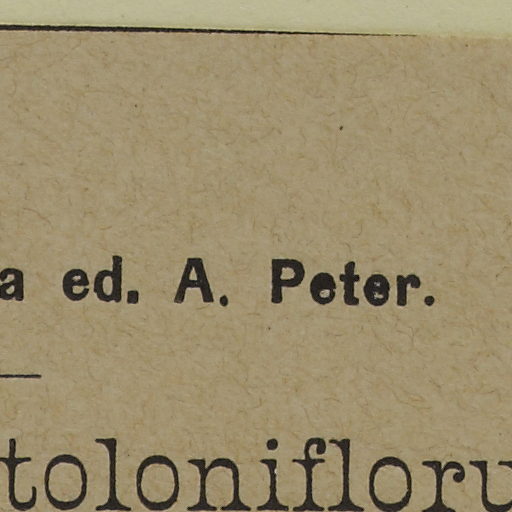 a ed. A. Peter.
tolonifloru